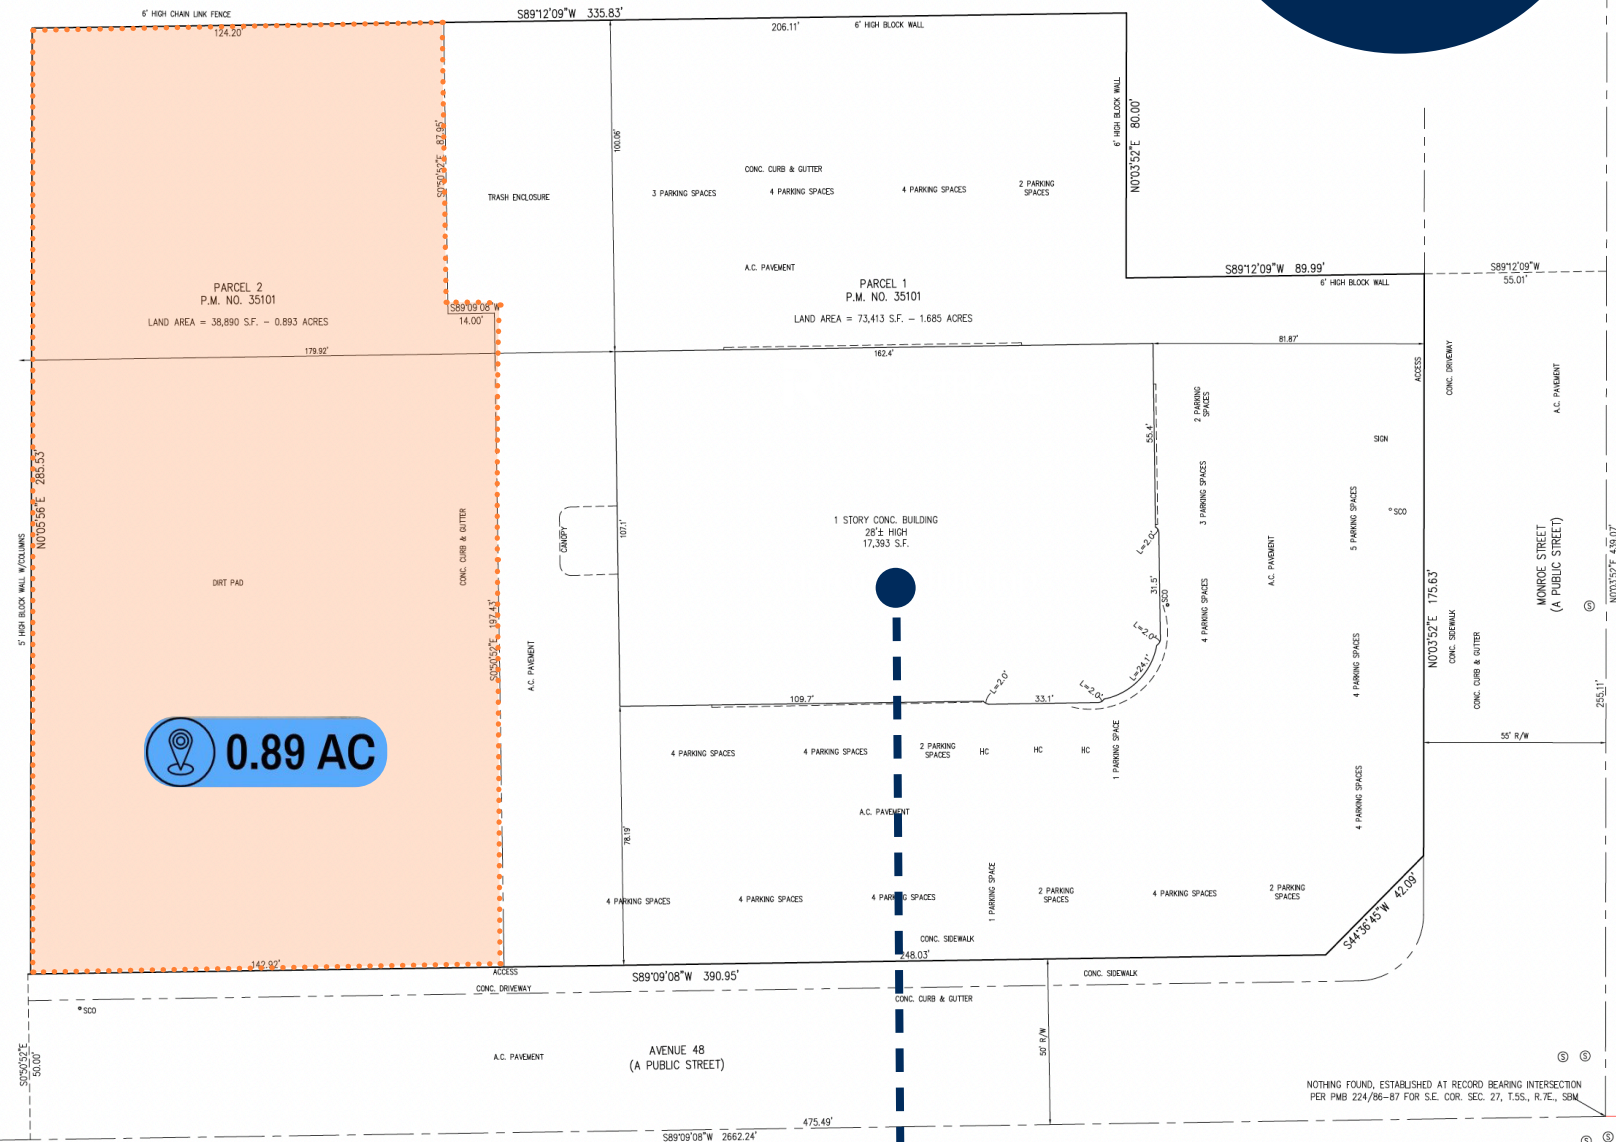 6' HIGH CHAIN LINK FENCE
S89°12'09"W 335.83'
124.20'
206.11'
6' HIGH BLOCK WALL
6' HIGH BLOCK WALL
N0°03'52"E 80.00'
S0°50'52"E 87.95'
100.06'
TRASH ENCLOSURE
CONC. CURB & GUTTER
3 PARKING SPACES
4 PARKING SPACES
4 PARKING SPACES
2 PARKING
SPACES
A.C. PAVEMENT
PARCEL 2
P.M. NO. 35101
LAND AREA = 38,890 S.F. - 0.893 ACRES
PARCEL 1
P.M. NO. 35101
LAND AREA = 73,413 S.F. - 1.685 ACRES
S89°12'09"W 89.99'
6' HIGH BLOCK WALL
S89°12'09"W
55.01'
S89°09'08"W
14.00'
179.92'
162.4'
81.87'
ACCESS
CONC. DRIVEWAY
A.C. PAVEMENT
2 PARKING
SPACES
55.4'
SIGN
N0°05'56"E 285.53'
5' HIGH BLOCK WALL W/COLUMNS
DIRT PAD
CONC. CURB & GUTTER
S0°50'52"E 197.43'
A.C. PAVEMENT
CANOPY
107.1'
1 STORY CONC. BUILDING
28'± HIGH
17,393 S.F.
L=2.0'
31.5'
SCO
L=2.0'
L=24.1'
L=2.0'
L=2.0'
3 PARKING SPACES
4 PARKING SPACES
A.C. PAVEMENT
5 PARKING SPACES
SCO
4 PARKING SPACES
4 PARKING SPACES
N0°03'52"E 175.63'
CONC. SIDEWALK
CONC. CURB & GUTTER
MONROE STREET
(A PUBLIC STREET)
S
N0°03'52"E 439.07'
255.11'
55' R/W
109.7'
33.1'
0.89 AC
4 PARKING SPACES
4 PARKING SPACES
2 PARKING
SPACES
HC
HC
HC
1 PARKING SPACE
A.C. PAVEMENT
78.19'
4 PARKING SPACES
4 PARKING SPACES
4 PARKING SPACES
1 PARKING SPACE
2 PARKING
SPACES
4 PARKING SPACES
2 PARKING
SPACES
S44°36'45"W 42.09'
CONC. SIDEWALK
248.03'
142.92'
ACCESS
S89°09'08"W 390.95'
CONC. SIDEWALK
CONC. DRIVEWAY
CONC. CURB & GUTTER
SCO
S0°50'52"E
50.00'
A.C. PAVEMENT
AVENUE 48
(A PUBLIC STREET)
50' R/W
S
S
NOTHING FOUND, ESTABLISHED AT RECORD BEARING INTERSECTION
PER PMB 224/86-87 FOR S.E. COR. SEC. 27, T.5S., R.7E., SBM
475.49'
S89°09'08"W 2662.24'
S
S